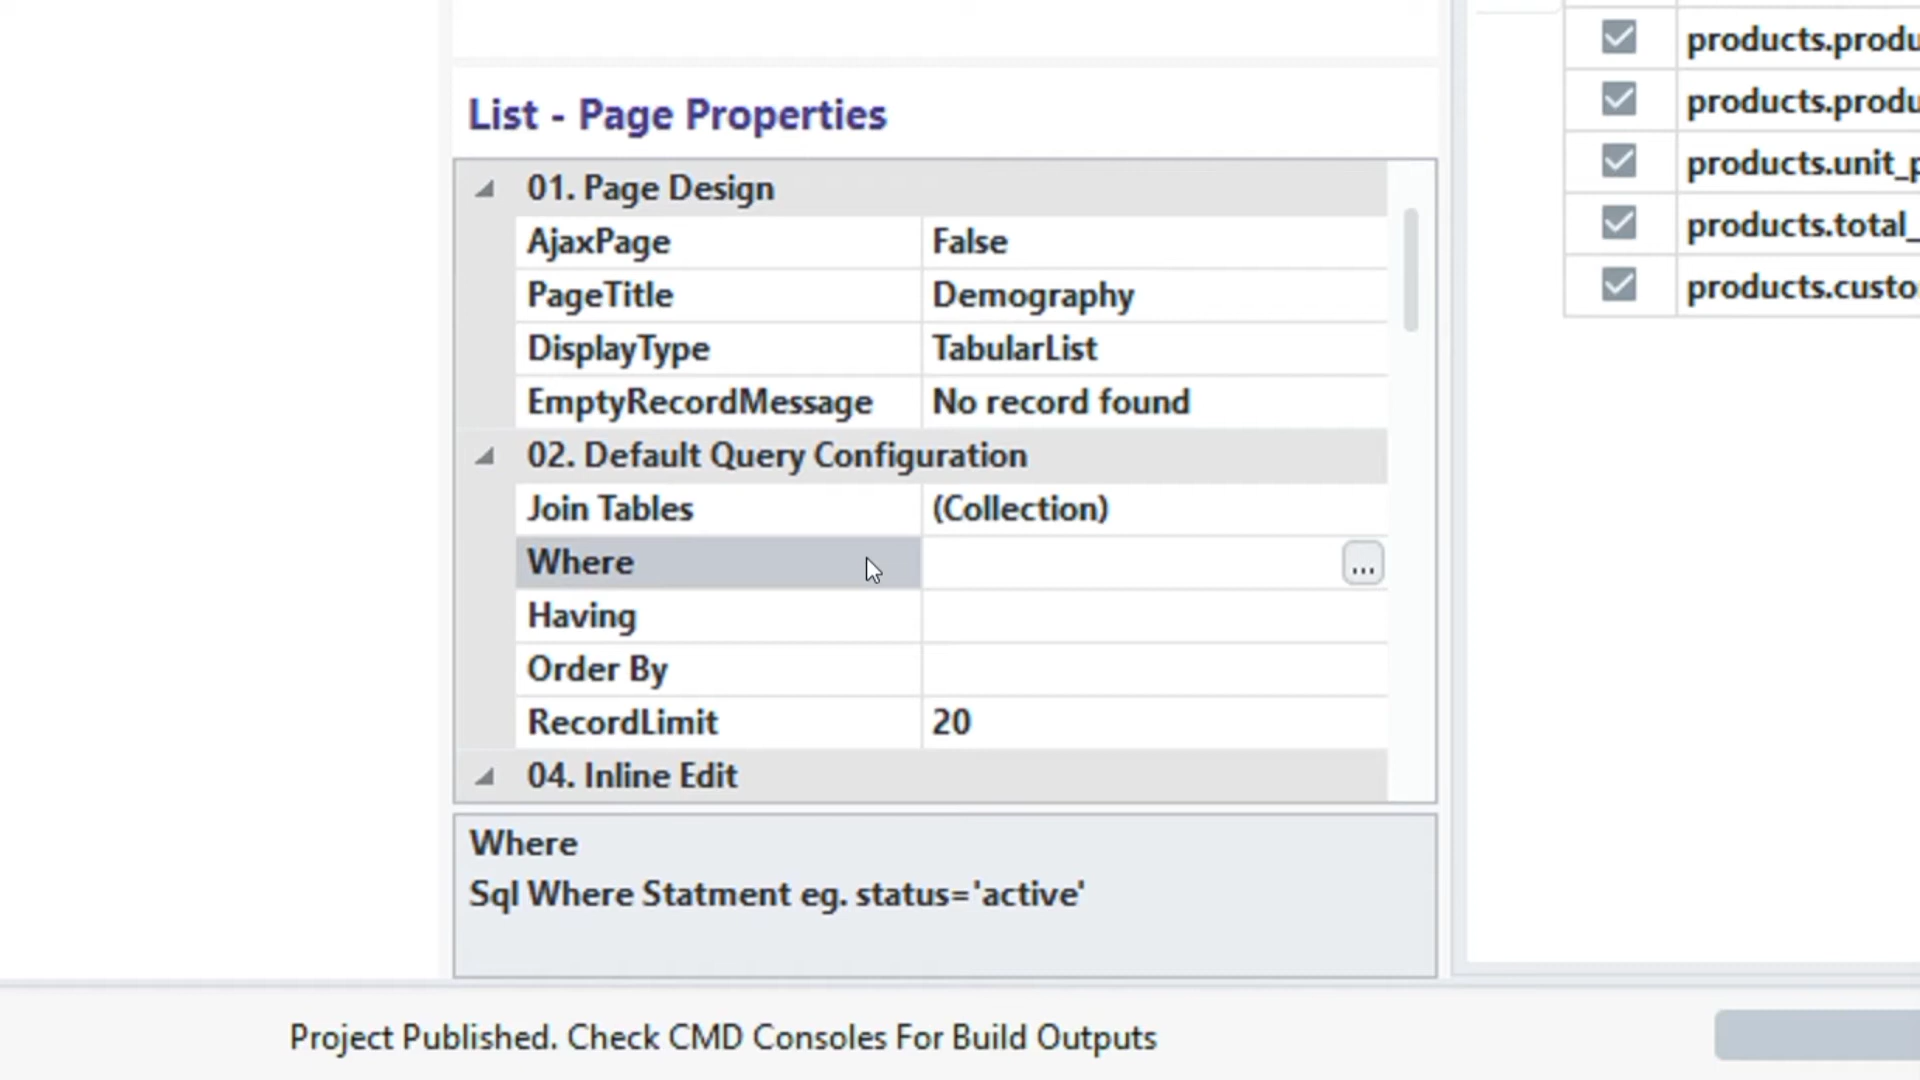 List - Page Properties
01. Page Design
AjaxPage False
PageTitle Demography
DisplayType TabularList
EmptyRecordMessage No record found
02. Default Query Configuration
Join Tables (Collection)
Where ...
Having
Order By
RecordLimit 20
04. Inline Edit
Where
Sql Where Statment eg. status='active'
products.produ
products.produ
products.unit_p
products.total_
products.custo
Project Published. Check CMD Consoles For Build Outputs